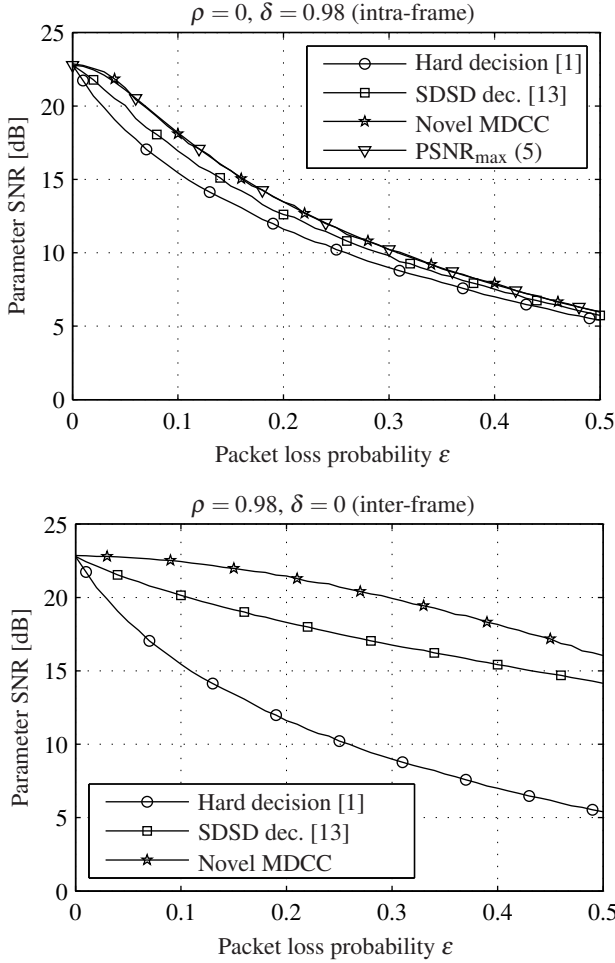 ρ = 0, δ = 0.98 (intra-frame)
25
20
15
10
5
0
Parameter SNR [dB]
Hard decision [1]
SDSD dec. [13]
Novel MDCC
PSNRmax (5)
0 0.1 0.2 0.3 0.4 0.5
Packet loss probability ε
ρ = 0.98, δ = 0 (inter-frame)
25
20
15
10
5
0
Parameter SNR [dB]
Hard decision [1]
SDSD dec. [13]
Novel MDCC
0 0.1 0.2 0.3 0.4 0.5
Packet loss probability ε